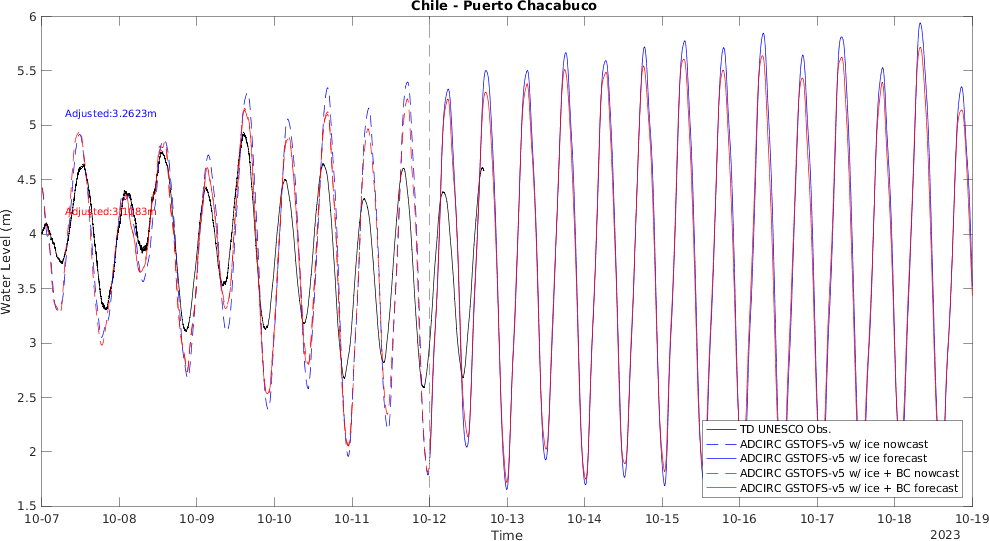 Chile - Puerto Chacabuco
6
5.5
5
4.5
4
3.5
3
2.5
2
1.5
Water Level (m)
Adjusted:3.2623m
Adjusted:3.1083m
TD UNESCO Obs.
ADCIRC GSTOFS-v5 w/ ice nowcast
ADCIRC GSTOFS-v5 w/ ice forecast
ADCIRC GSTOFS-v5 w/ ice + BC nowcast
ADCIRC GSTOFS-v5 w/ ice + BC forecast
10-07 10-08 10-09 10-10 10-11 10-12 10-13 10-14 10-15 10-16 10-17 10-18 10-19
Time
2023